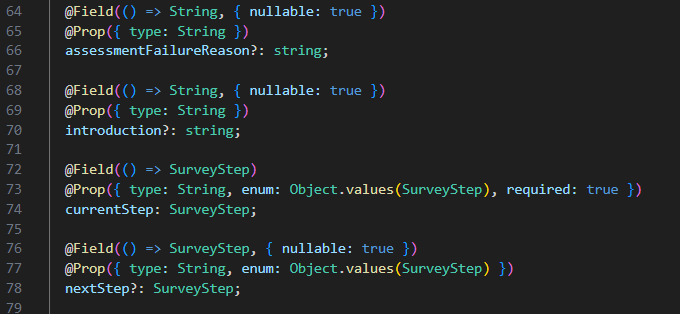 64 @Field(() => String, { nullable: true })
65 @Prop({ type: String })
66 assessmentFailureReason?: string;
67
68 @Field(() => String, { nullable: true })
69 @Prop({ type: String })
70 introduction?: string;
71
72 @Field(() => SurveyStep)
73 @Prop({ type: String, enum: Object.values(SurveyStep), required: true })
74 currentStep: SurveyStep;
75
76 @Field(() => SurveyStep, { nullable: true })
77 @Prop({ type: String, enum: Object.values(SurveyStep) })
78 nextStep?: SurveyStep;
79